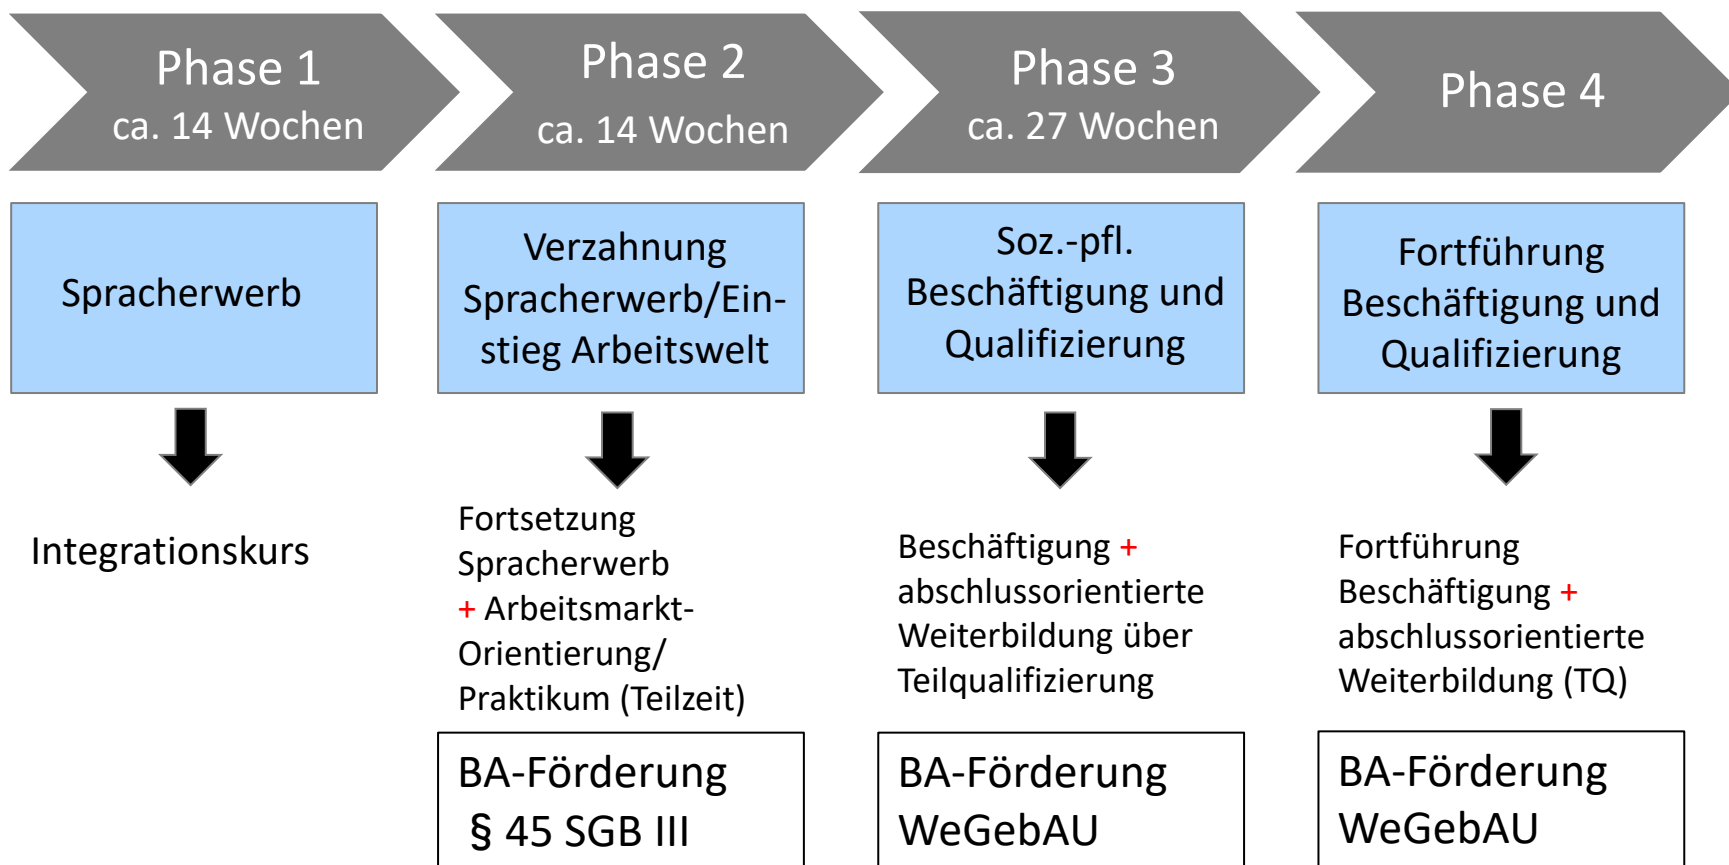 Phase 1
ca. 14 Wochen
Phase 2
ca. 14 Wochen
Phase 3
ca. 27 Wochen
Phase 4
Spracherwerb
Verzahnung
Spracherwerb/Ein-
stieg Arbeitswelt
Soz.-pfl.
Beschäftigung und
Qualifizierung
Fortführung
Beschäftigung und
Qualifizierung
Integrationskurs
Fortsetzung
Spracherwerb
+ Arbeitsmarkt-
Orientierung/
Praktikum (Teilzeit)
Beschäftigung +
abschlussorientierte
Weiterbildung über
Teilqualifizierung
Fortführung
Beschäftigung +
abschlussorientierte
Weiterbildung (TQ)
BA-Förderung
§ 45 SGB III
BA-Förderung
WeGebAU
BA-Förderung
WeGebAU